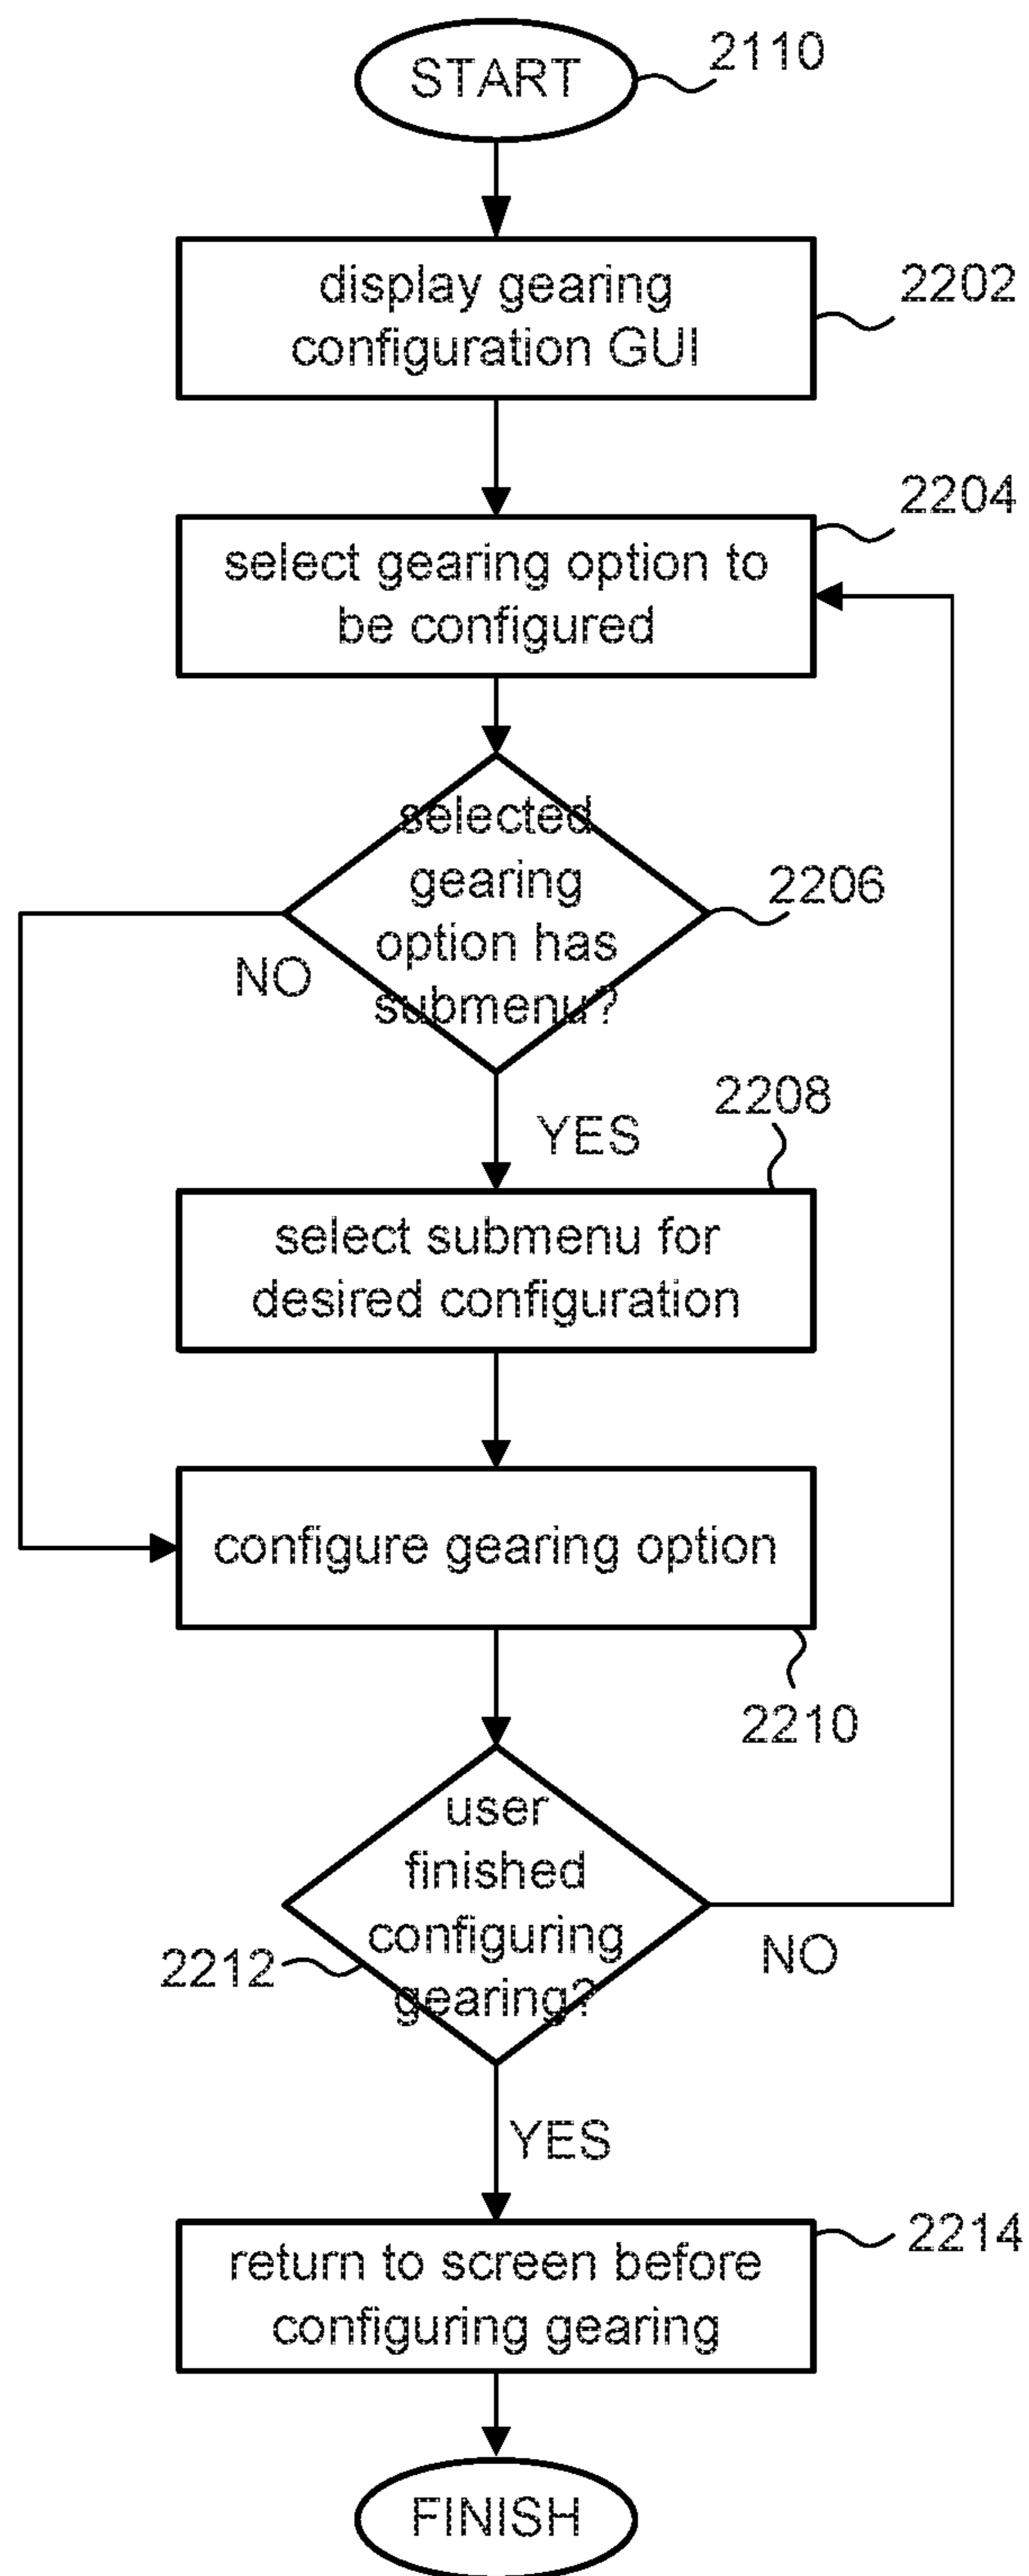 START
2110
display gearing
configuration GUI
2202
select gearing option to
be configured
2204
selected
gearing
option has
submenu?
2206
NO
YES
2208
select submenu for
desired configuration
configure gearing option
2210
user
finished
configuring
gearing?
2212
NO
YES
return to screen before
configuring gearing
2214
FINISH